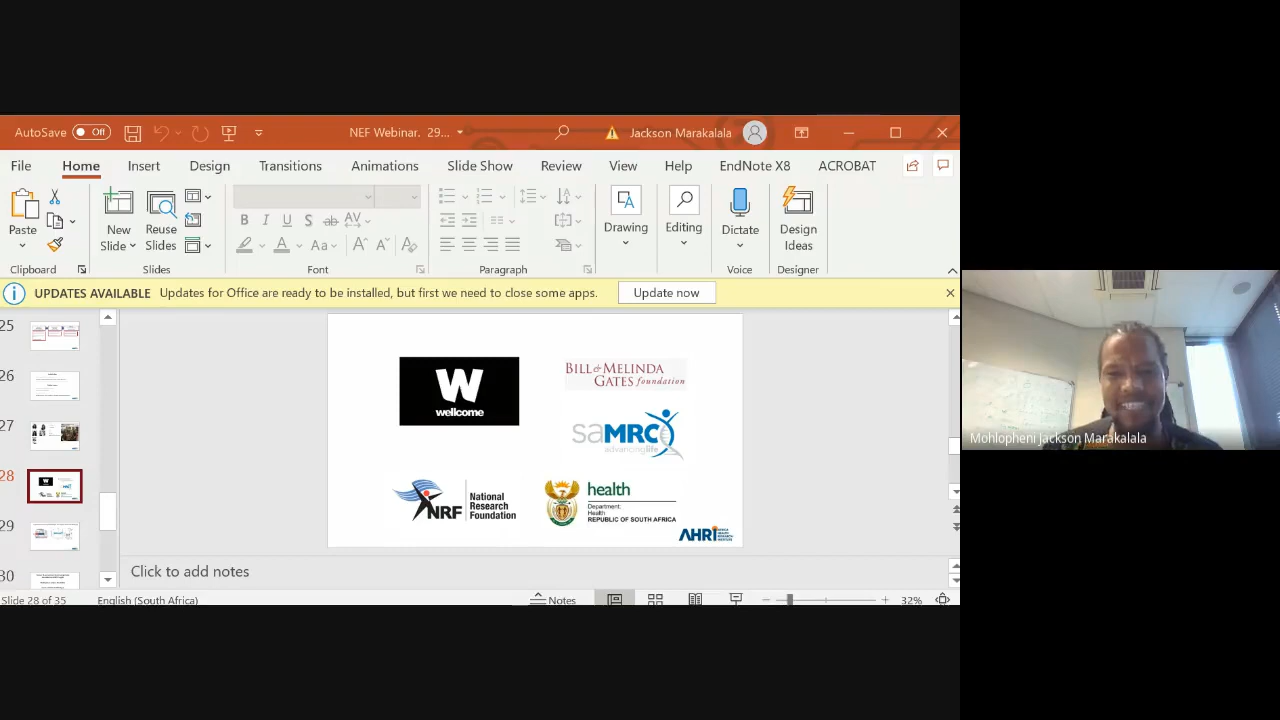 AutoSave Off NEF Webinar. 29... Jackson Marakalala
File Home Insert Design Transitions Animations Slide Show Review View Help EndNote X8 ACROBAT
Paste New Slide Reuse Slides B I U S ab AV Aa A A Drawing Editing Dictate Design Ideas
Clipboard Slides Font Paragraph Voice Designer
UPDATES AVAILABLE Updates for Office are ready to be installed, but first we need to close some apps. Update now
25
26
27
28
29
30
W
wellcome
BILL & MELINDA
GATES foundation
saMRC
advancing life
NRF
National
Research
Foundation
health
Department:
Health
REPUBLIC OF SOUTH AFRICA
AHRI
Click to add notes
Slide 28 of 35 English (South Africa) Notes 32%
Mohlopheni Jackson Marakalala